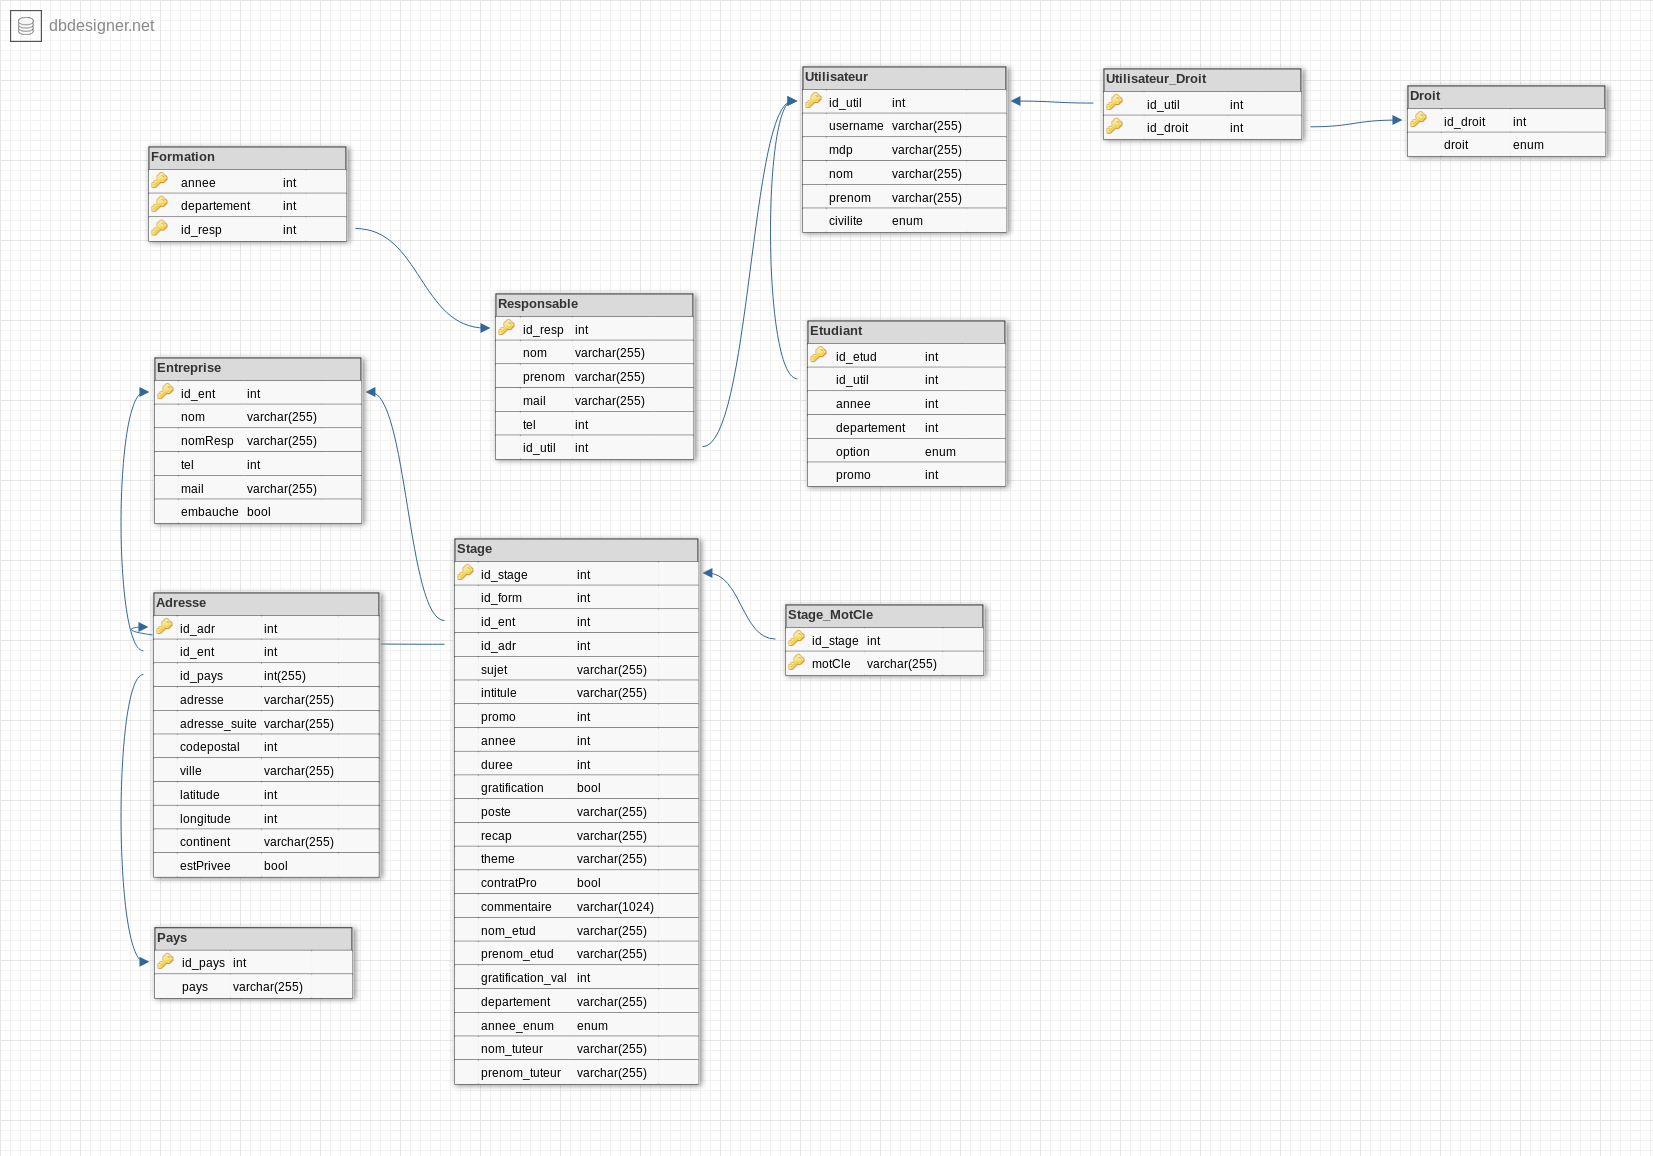 dbdesigner.net
Utilisateur
id_util int
username varchar(255)
mdp varchar(255)
nom varchar(255)
prenom varchar(255)
civilite enum
Utilisateur_Droit
id_util int
id_droit int
Droit
id_droit int
droit enum
Formation
annee int
departement int
id_resp int
Responsable
id_resp int
nom varchar(255)
prenom varchar(255)
mail varchar(255)
tel int
id_util int
Etudiant
id_etud int
id_util int
annee int
departement int
option enum
promo int
Entreprise
id_ent int
nom varchar(255)
nomResp varchar(255)
tel int
mail varchar(255)
embauche bool
Stage
id_stage int
id_form int
id_ent int
id_adr int
sujet varchar(255)
intitule varchar(255)
promo int
annee int
duree int
gratification bool
poste varchar(255)
recap varchar(255)
theme varchar(255)
contratPro bool
commentaire varchar(1024)
nom_etud varchar(255)
prenom_etud varchar(255)
gratification_val int
departement varchar(255)
annee_enum enum
nom_tuteur varchar(255)
prenom_tuteur varchar(255)
Stage_MotCle
id_stage int
motCle varchar(255)
Adresse
id_adr int
id_ent int
id_pays int(255)
adresse varchar(255)
adresse_suite varchar(255)
codepostal int
ville varchar(255)
latitude int
longitude int
continent varchar(255)
estPrivee bool
Pays
id_pays int
pays varchar(255)